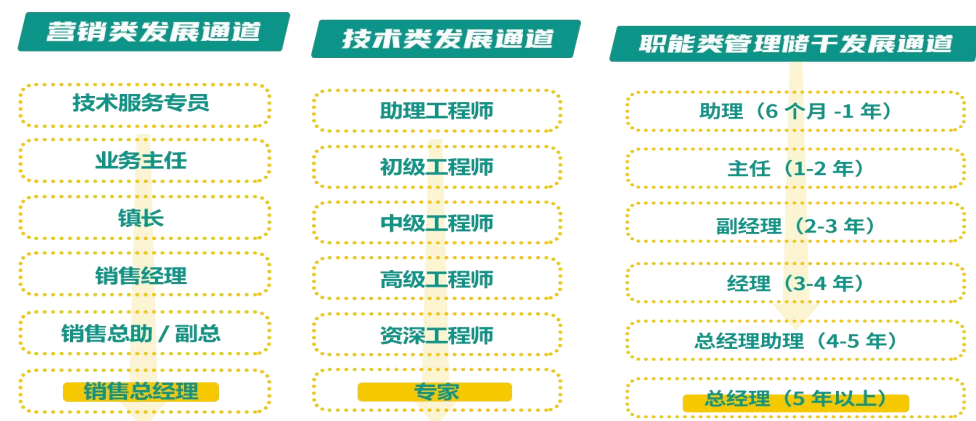 营销类发展通道
技术服务专员
业务主任
镇长
销售经理
销售总助 / 副总
销售总经理
技术类发展通道
助理工程师
初级工程师
中级工程师
高级工程师
资深工程师
专家
职能类管理储干发展通道
助理（6 个月 -1 年）
主任（1-2 年）
副经理（2-3 年）
经理（3-4 年）
总经理助理（4-5 年）
总经理（5 年以上）